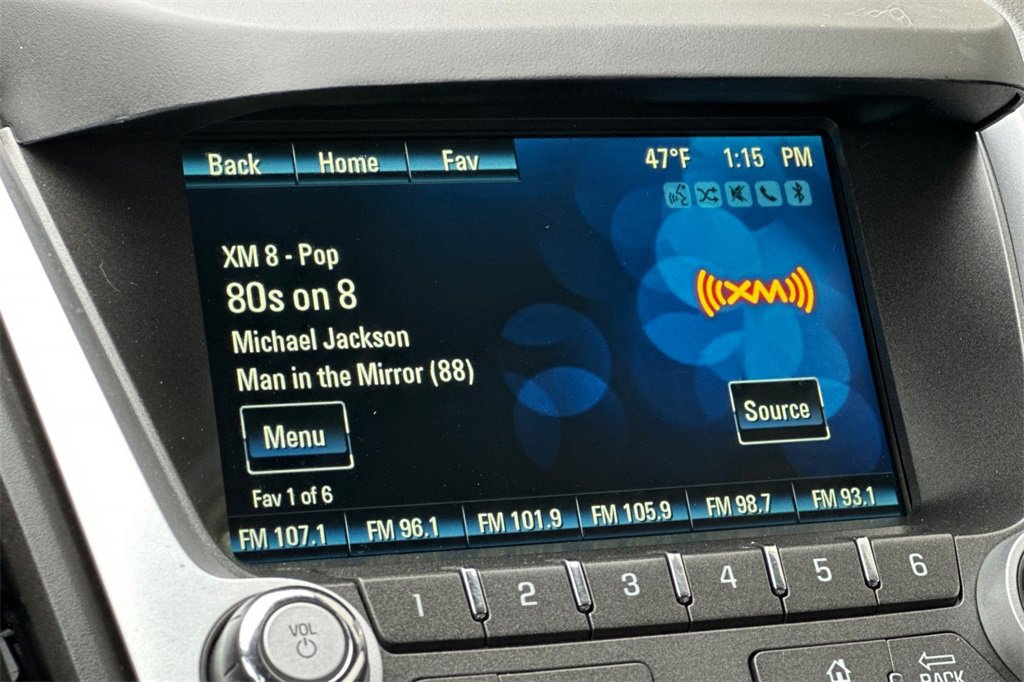 Back Home Fav 47°F 1:15 PM
XM 8 - Pop
80s on 8
XM
Michael Jackson
Man in the Mirror (88)
Menu
Source
Fav 1 of 6
FM 107.1 FM 96.1 FM 101.9 FM 105.9 FM 98.7 FM 93.1
1 2 3 4 5 6
VOL
BACK